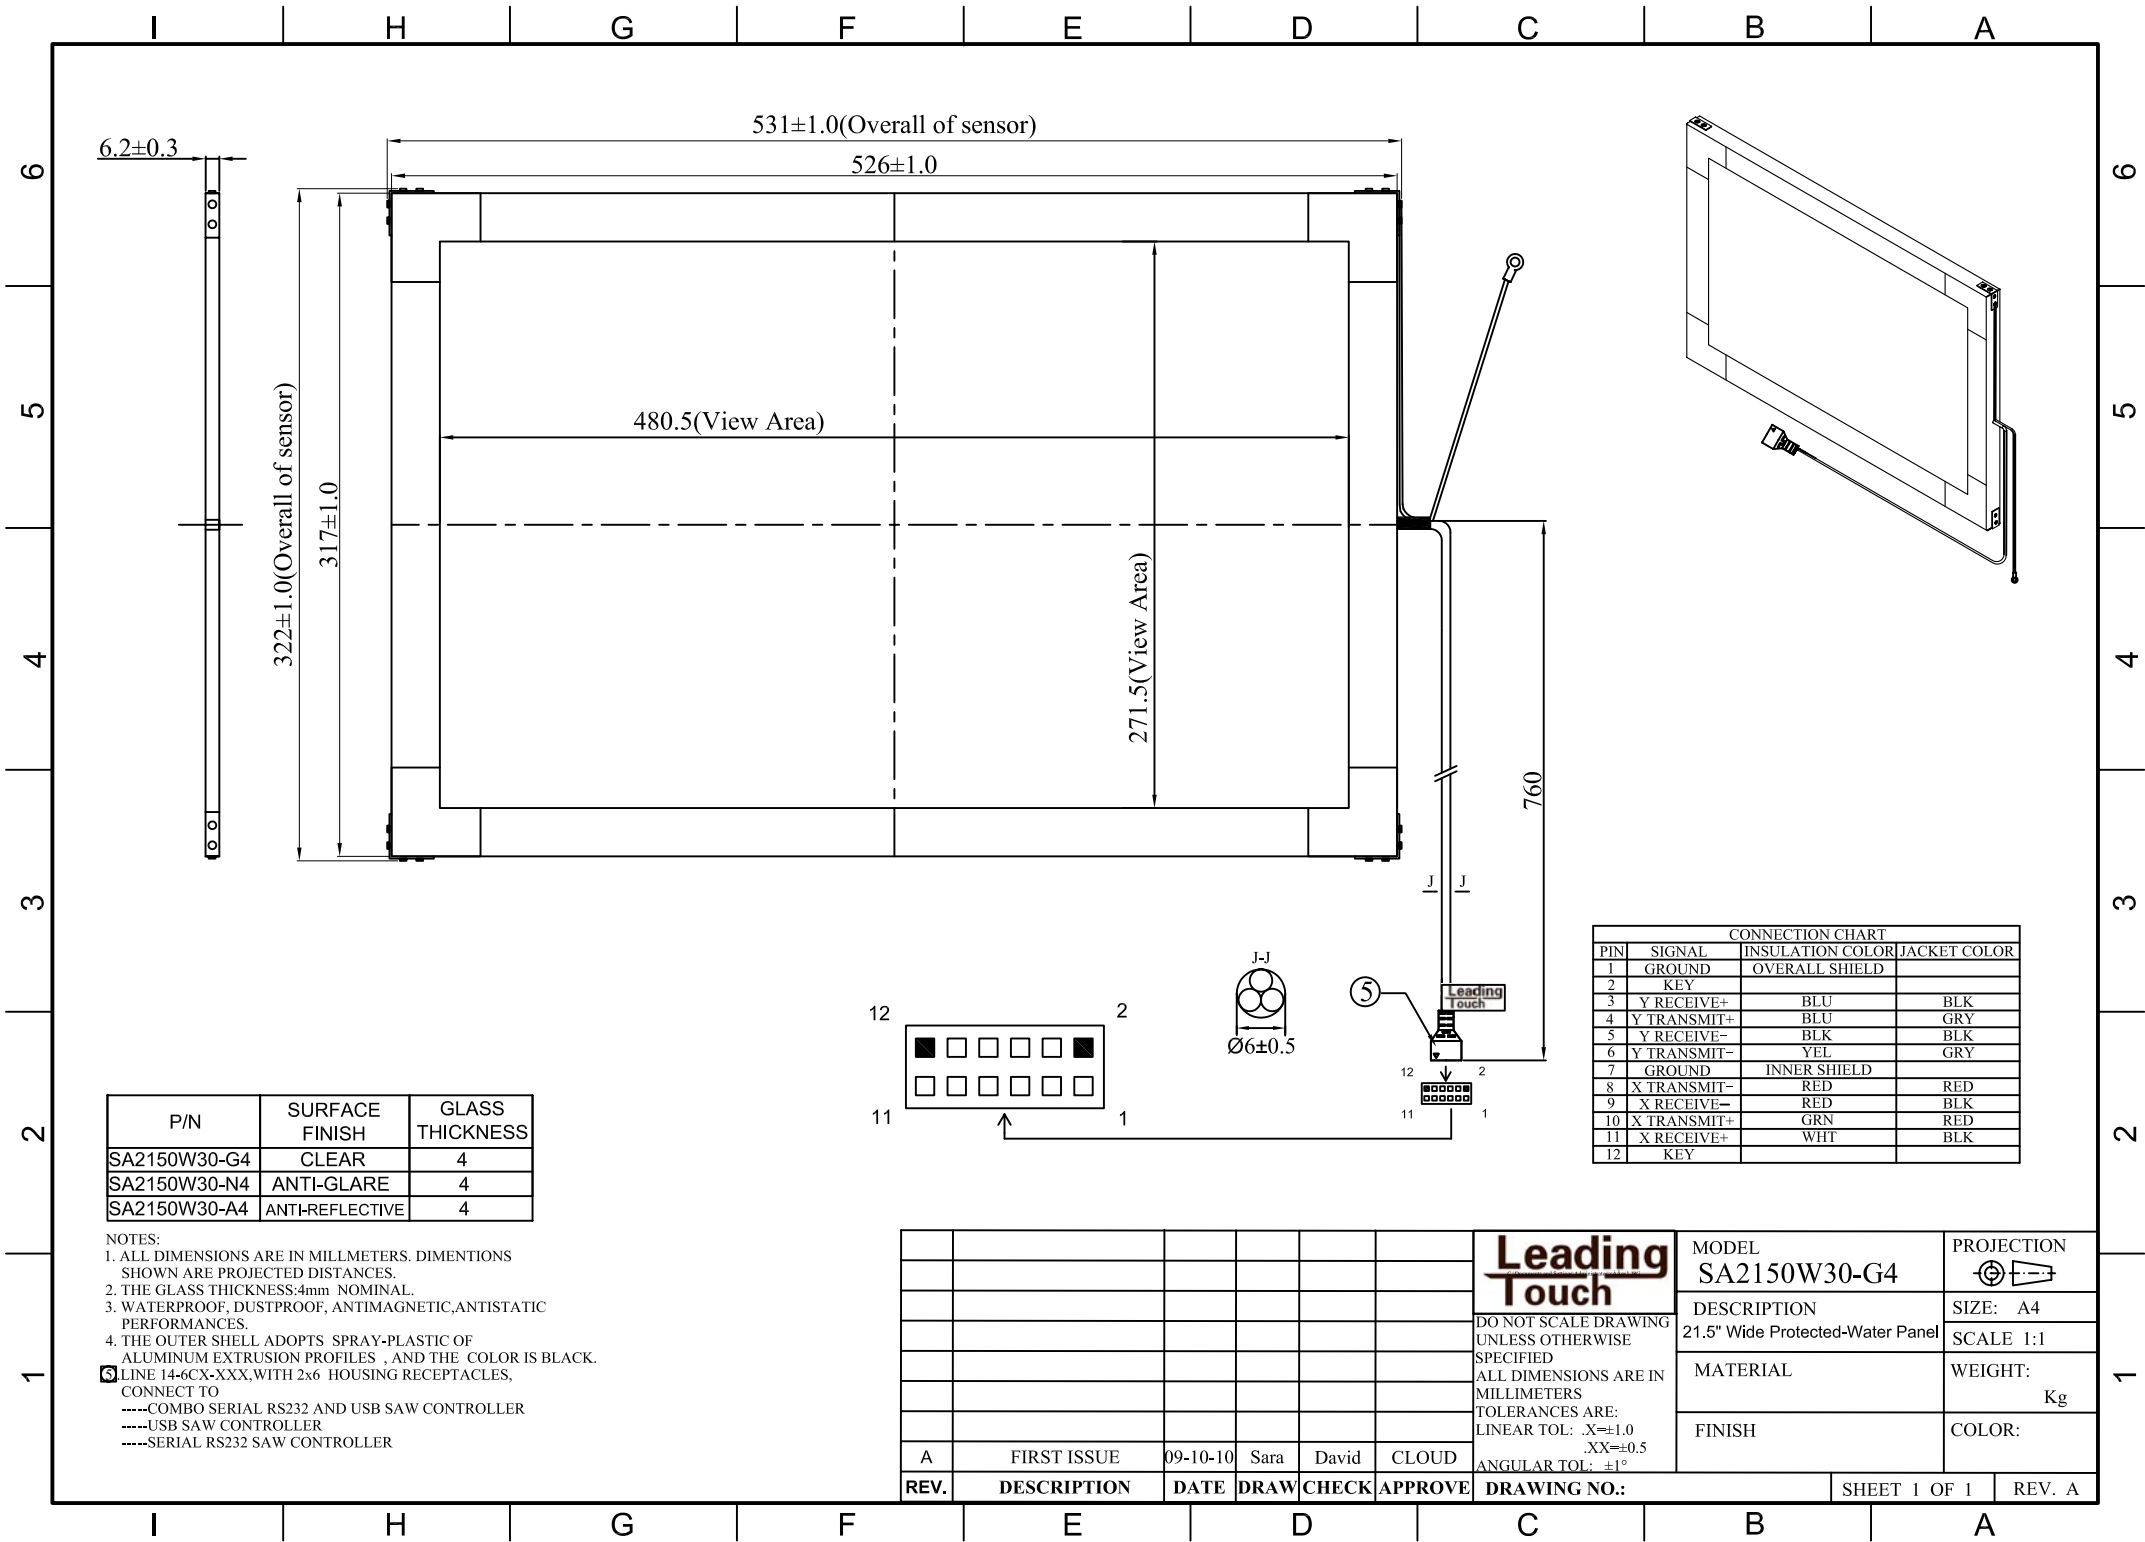 I H G F E D C B A
6 6
5 5
4 4
3 3
2 2
1 1
6.2±0.3
531±1.0(Overall of sensor)
526±1.0
322±1.0(Overall of sensor)
317±1.0
480.5(View Area)
271.5(View Area)
760
J J
J-J
Ø6±0.5
5
Leading
Touch
12 2
11 1
12 2
11 1
CONNECTION CHART
PIN SIGNAL INSULATION COLOR JACKET COLOR
1 GROUND OVERALL SHIELD
2 KEY
3 Y RECEIVE+ BLU BLK
4 Y TRANSMIT+ BLU GRY
5 Y RECEIVE- BLK BLK
6 Y TRANSMIT- YEL GRY
7 GROUND INNER SHIELD
8 X TRANSMIT- RED RED
9 X RECEIVE- RED BLK
10 X TRANSMIT+ GRN RED
11 X RECEIVE+ WHT BLK
12 KEY
P/N SURFACE FINISH GLASS THICKNESS
SA2150W30-G4 CLEAR 4
SA2150W30-N4 ANTI-GLARE 4
SA2150W30-A4 ANTI-REFLECTIVE 4
NOTES:
1. ALL DIMENSIONS ARE IN MILLMETERS. DIMENTIONS
SHOWN ARE PROJECTED DISTANCES.
2. THE GLASS THICKNESS:4mm NOMINAL.
3. WATERPROOF, DUSTPROOF, ANTIMAGNETIC,ANTISTATIC
PERFORMANCES.
4. THE OUTER SHELL ADOPTS SPRAY-PLASTIC OF
ALUMINUM EXTRUSION PROFILES , AND THE COLOR IS BLACK.
5.LINE 14-6CX-XXX,WITH 2x6 HOUSING RECEPTACLES,
CONNECT TO
-----COMBO SERIAL RS232 AND USB SAW CONTROLLER
-----USB SAW CONTROLLER
-----SERIAL RS232 SAW CONTROLLER
A FIRST ISSUE 09-10-10 Sara David CLOUD
REV. DESCRIPTION DATE DRAW CHECK APPROVE
Leading
Touch
DO NOT SCALE DRAWING
UNLESS OTHERWISE
SPECIFIED
ALL DIMENSIONS ARE IN
MILLIMETERS
TOLERANCES ARE:
LINEAR TOL: .X=±1.0
.XX=±0.5
ANGULAR TOL: ±1°
DRAWING NO.:
MODEL
SA2150W30-G4
DESCRIPTION
21.5" Wide Protected-Water Panel
MATERIAL
FINISH
PROJECTION
SIZE: A4
SCALE 1:1
WEIGHT:
Kg
COLOR:
SHEET 1 OF 1
REV. A
I H G F E D C B A